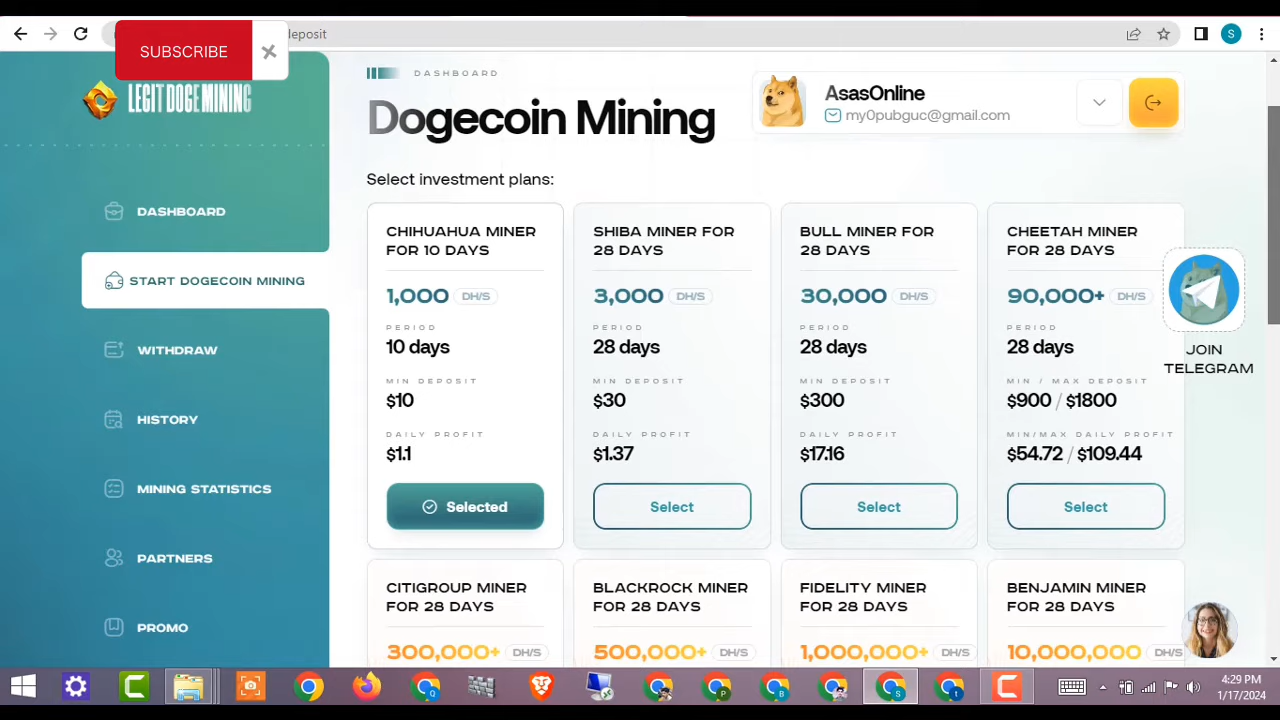 SUBSCRIBE
deposit
LEGIT DOGE MINING
DASHBOARD
Dogecoin Mining
AsasOnline
my0pubguc@gmail.com
Select investment plans:
DASHBOARD
START DOGECOIN MINING
WITHDRAW
HISTORY
MINING STATISTICS
PARTNERS
PROMO
CHIHUAHUA MINER
FOR 10 DAYS
1,000 DH/S
PERIOD
10 days
MIN DEPOSIT
$10
DAILY PROFIT
$1.1
Selected
SHIBA MINER FOR
28 DAYS
3,000 DH/S
PERIOD
28 days
MIN DEPOSIT
$30
DAILY PROFIT
$1.37
Select
BULL MINER FOR
28 DAYS
30,000 DH/S
PERIOD
28 days
MIN DEPOSIT
$300
DAILY PROFIT
$17.16
Select
CHEETAH MINER
FOR 28 DAYS
90,000+ DH/S
PERIOD
28 days
MIN / MAX DEPOSIT
$900 / $1800
MIN/MAX DAILY PROFIT
$54.72 / $109.44
Select
JOIN
TELEGRAM
CITIGROUP MINER
FOR 28 DAYS
300,000+ DH/S
BLACKROCK MINER
FOR 28 DAYS
500,000+ DH/S
FIDELITY MINER
FOR 28 DAYS
1,000,000+ DH/S
BENJAMIN MINER
FOR 28 DAYS
10,000,000 DH/S
4:29 PM
1/17/2024